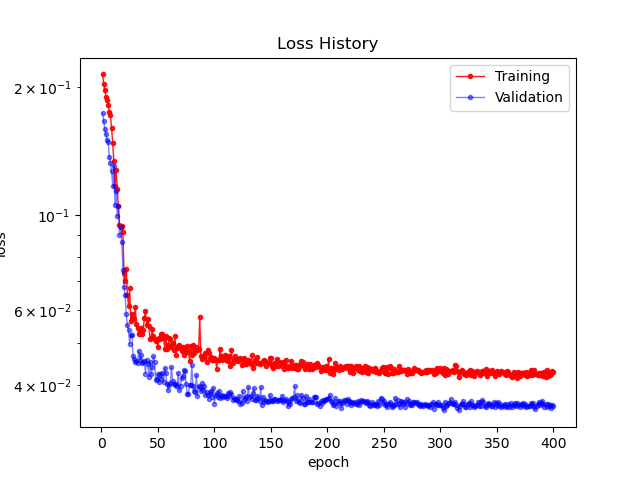 Loss History
Training
Validation
2 × 10⁻¹
10⁻¹
6 × 10⁻²
4 × 10⁻²
loss
0 50 100 150 200 250 300 350 400
epoch